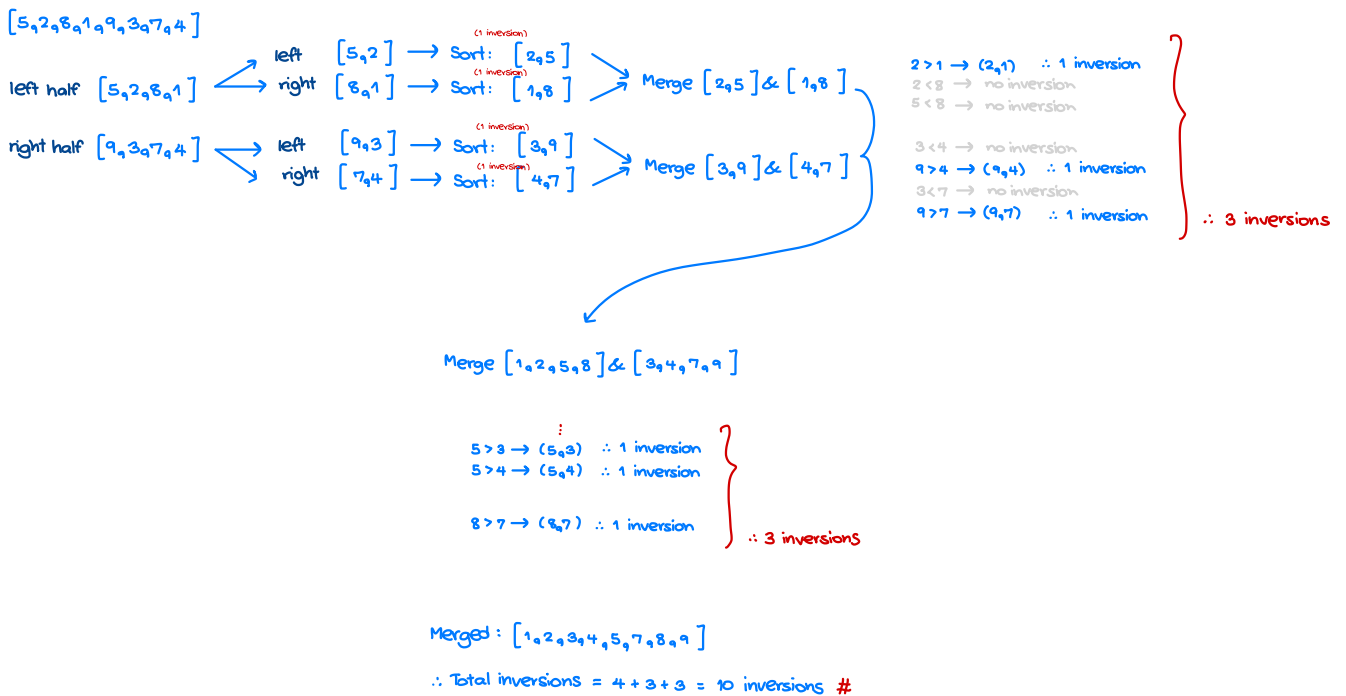 [5,2,8,1,9,3,7,4]
left half [5,2,8,1]
left [5,2] → Sort: [2,5]
(1 inversion)
right [8,1] → Sort: [1,8]
(1 inversion)
Merge [2,5] & [1,8]
right half [9,3,7,4]
left [9,3] → Sort: [3,9]
(1 inversion)
right [7,4] → Sort: [4,7]
(1 inversion)
Merge [3,9] & [4,7]
2 > 1 → (2,1) ∴ 1 inversion
2 < 8 → no inversion
5 < 8 → no inversion
3 < 4 → no inversion
9 > 4 → (9,4) ∴ 1 inversion
3 < 7 → no inversion
9 > 7 → (9,7) ∴ 1 inversion
∴ 3 inversions
Merge [1,2,5,8] & [3,4,7,9]
⋮
5 > 3 → (5,3) ∴ 1 inversion
5 > 4 → (5,4) ∴ 1 inversion
8 > 7 → (8,7) ∴ 1 inversion
∴ 3 inversions
Merged : [1,2,3,4,5,7,8,9]
∴ Total inversions = 4 + 3 + 3 = 10 inversions #